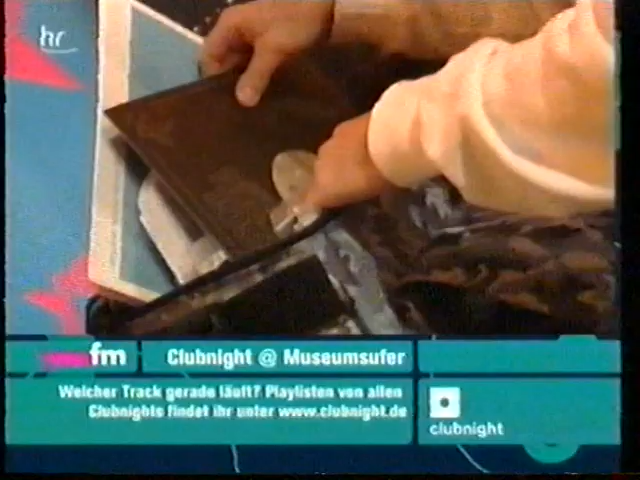 hr
fm
Clubnight @ Museumsufer
Welcher Track gerade läuft? Playlisten von allen
Clubnights findet ihr unter www.clubnight.de
clubnight